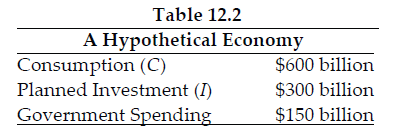 Table 12.2
A Hypothetical Economy
Consumption (C) $600 billion
Planned Investment (I) $300 billion
Government Spending $150 billion